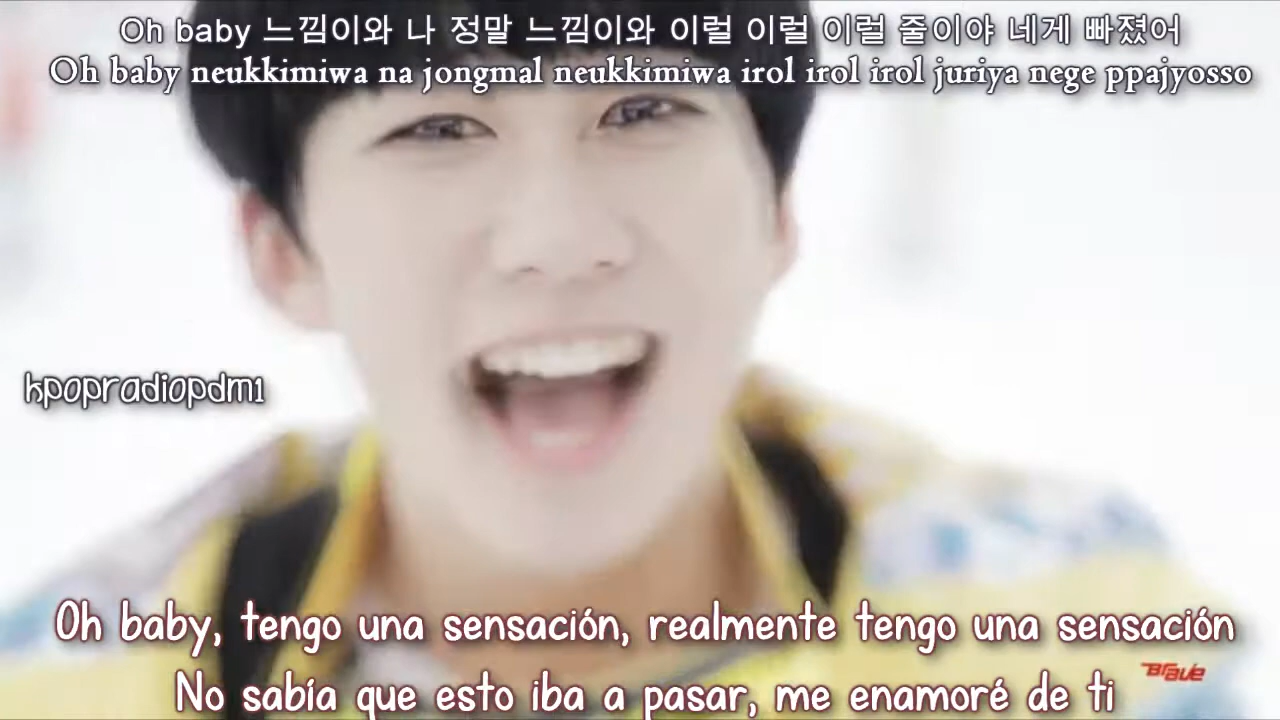 Oh baby 느낌이와 나 정말 느낌이와 이럴 이럴 이럴 줄이야 네게 빠졌어
Oh baby neukkimiwa na jongmal neukkimiwa irol irol irol juriya nege ppajyosso
kpopradiopdm1
Oh baby, tengo una sensación, realmente tengo una sensación
Brave
No sabía que esto iba a pasar, me enamoré de ti